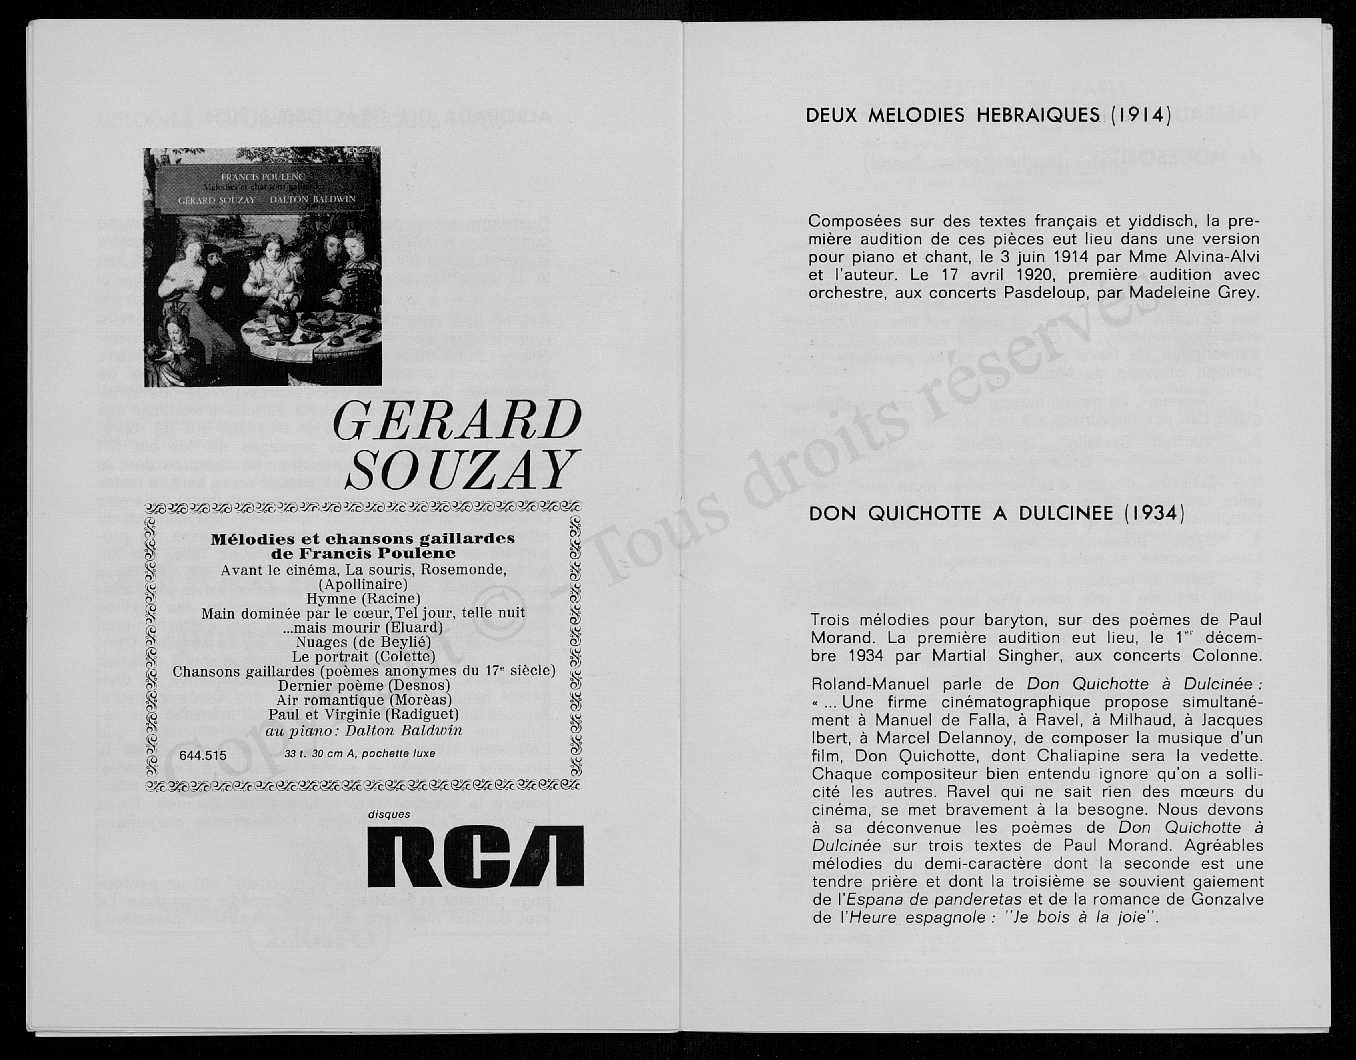 FRANCIS POULENC
Mélodies et chansons gaillardes
GÉRARD SOUZAY DALTON BALDWIN
GERARD
SOUZAY
Mélodies et chansons gaillardes
de Francis Poulenc
Avant le cinéma, La souris, Rosemonde,
(Apollinaire)
Hymne (Racine)
Main dominée par le cœur, Tel jour, telle nuit
...mais mourir (Eluard)
Nuages (de Beylié)
Le portrait (Colette)
Chansons gaillardes (poèmes anonymes du 17e siècle)
Dernier poème (Desnos)
Air romantique (Morèas)
Paul et Virginie (Radiguet)
au piano: Dalton Baldwin
644.515 33 t. 30 cm A, pochette luxe
disques
RCA
DEUX MELODIES HEBRAIQUES (1914)
Composées sur des textes français et yiddisch, la pre-
mière audition de ces pièces eut lieu dans une version
pour piano et chant, le 3 juin 1914 par Mme Alvina-Alvi
et l'auteur. Le 17 avril 1920, première audition avec
orchestre, aux concerts Pasdeloup, par Madeleine Grey.
DON QUICHOTTE A DULCINEE (1934)
Trois mélodies pour baryton, sur des poèmes de Paul
Morand. La première audition eut lieu, le 1er décem-
bre 1934 par Martial Singher, aux concerts Colonne.
Roland-Manuel parle de Don Quichotte à Dulcinée :
« ... Une firme cinématographique propose simultané-
ment à Manuel de Falla, à Ravel, à Milhaud, à Jacques
Ibert, à Marcel Delannoy, de composer la musique d'un
film, Don Quichotte, dont Chaliapine sera la vedette.
Chaque compositeur bien entendu ignore qu'on a solli-
cité les autres. Ravel qui ne sait rien des mœurs du
cinéma, se met bravement à la besogne. Nous devons
à sa déconvenue les poèmes de Don Quichotte à
Dulcinée sur trois textes de Paul Morand. Agréables
mélodies du demi-caractère dont la seconde est une
tendre prière et dont la troisième se souvient gaiement
de l'Espana de panderetas et de la romance de Gonzalve
de l'Heure espagnole : "Je bois à la joie".
Copyright © - Tous droits réservés